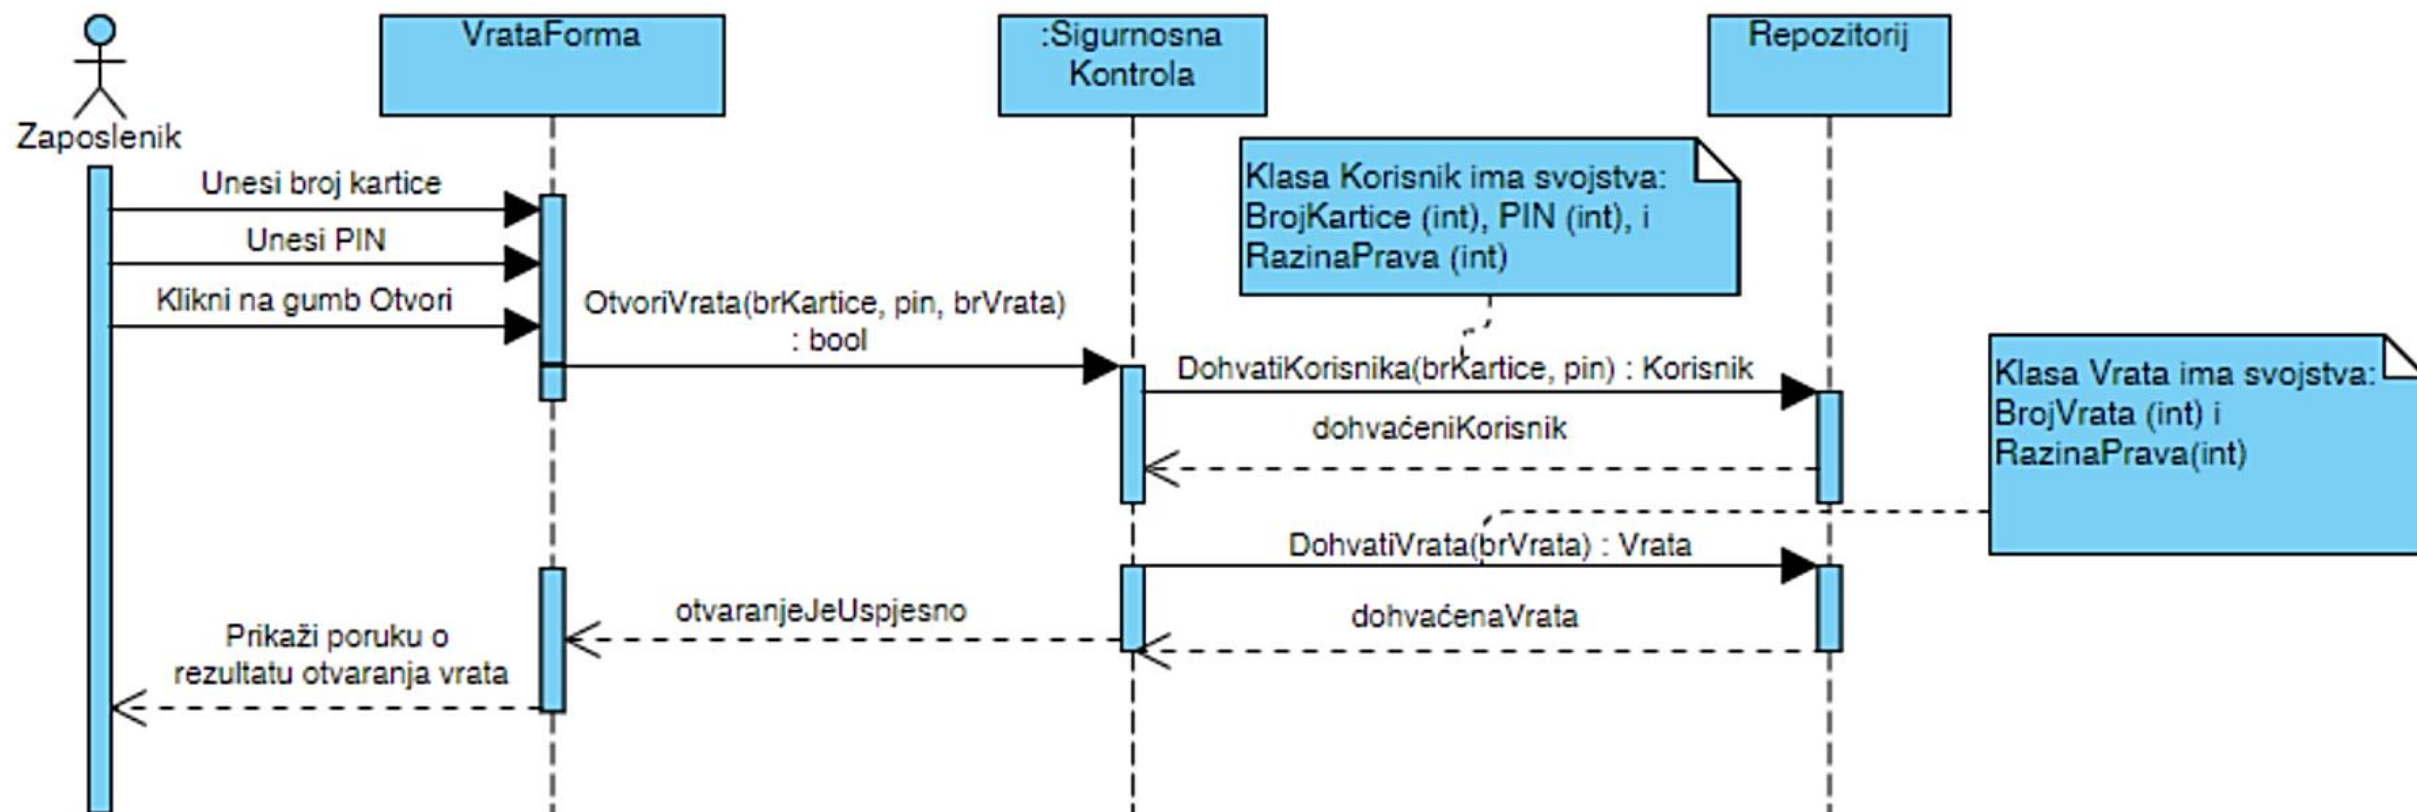 Zaposlenik
VrataForma
:Sigurnosna
Kontrola
Repozitorij
Klasa Korisnik ima svojstva:
BrojKartice (int), PIN (int), i
RazinaPrava (int)
Unesi broj kartice
Unesi PIN
Klikni na gumb Otvori
OtvoriVrata(brKartice, pin, brVrata)
: bool
DohvatiKorisnika(brKartice, pin) : Korisnik
Klasa Vrata ima svojstva:
BrojVrata (int) i
RazinaPrava(int)
dohvaćeniKorisnik
DohvatiVrata(brVrata) : Vrata
dohvaćenaVrata
otvaranjeJeUspjesno
Prikaži poruku o
rezultatu otvaranja vrata